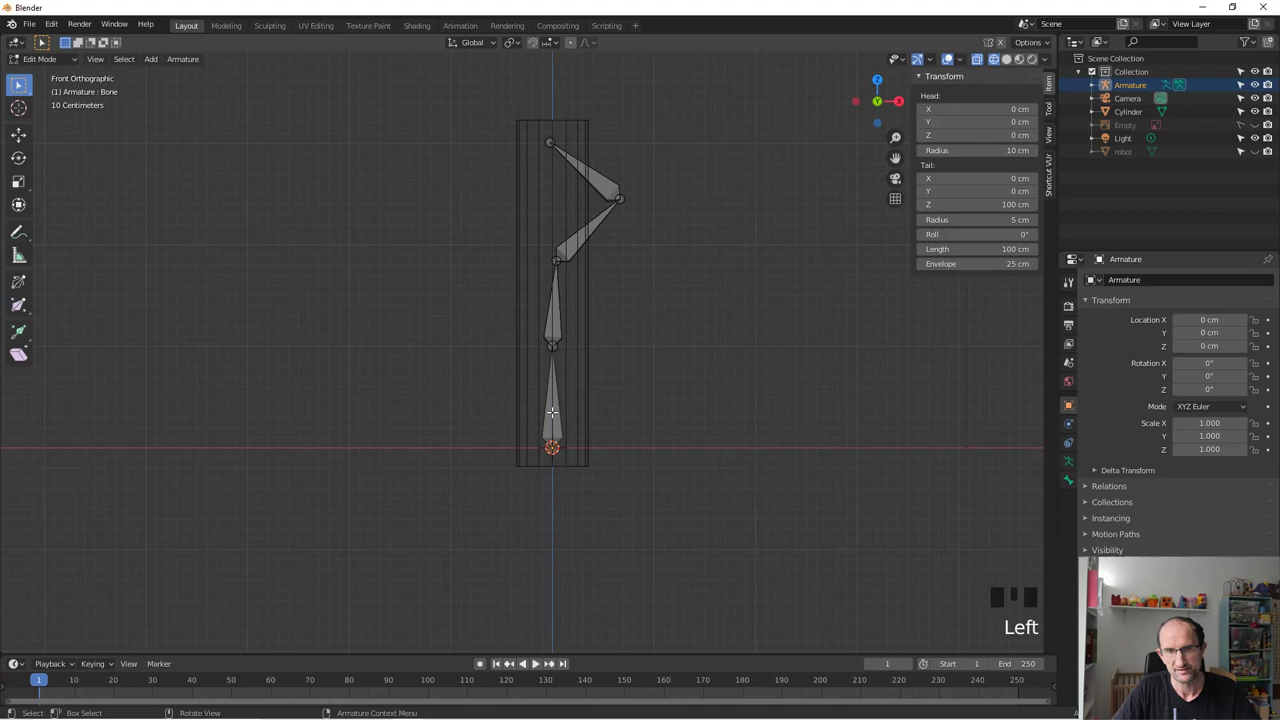 Blender
File Edit Render Window Help Layout Modeling Sculpting UV Editing Texture Paint Shading Animation Rendering Compositing Scripting + Scene View Layer
Global Options
Edit Mode View Select Add Armature
Front Orthographic
(1) Armature : Bone
10 Centimeters
Z
Y
X
Transform
Head:
X 0 cm
Y 0 cm
Z 0 cm
Radius 10 cm
Tail:
X 0 cm
Y 0 cm
Z 100 cm
Radius 5 cm
Roll 0°
Length 100 cm
Envelope 25 cm
Item
Tool
View
Shortcut VUr
Scene Collection
Collection
Armature
Camera
Cylinder
Empty
Light
robot
Armature
Armature
Transform
Location X 0 cm
Y 0 cm
Z 0 cm
Rotation X 0°
Y 0°
Z 0°
Mode XYZ Euler
Scale X 1.000
Y 1.000
Z 1.000
Delta Transform
Relations
Collections
Instancing
Motion Paths
Visibility
Left
Playback Keying View Marker 1 Start 1 End 250
1 10 20 30 40 50 60 70 80 90 100 110 120 130 140 150 160 170 180 190 200 210 220 230 240 250
Select Box Select Rotate View Armature Context Menu